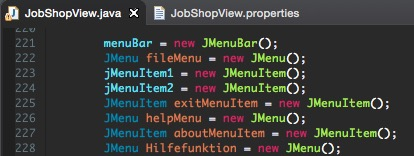 JobShopView.java JobShopView.properties
220
221 menuBar = new JMenuBar();
222 JMenu fileMenu = new JMenu();
223 jMenuItem1 = new JMenuItem();
224 jMenuItem2 = new JMenuItem();
225 JMenuItem exitMenuItem = new JMenuItem();
226 JMenu helpMenu = new JMenu();
227 JMenuItem aboutMenuItem = new JMenuItem();
228 JMenu Hilfefunktion = new JMenu();